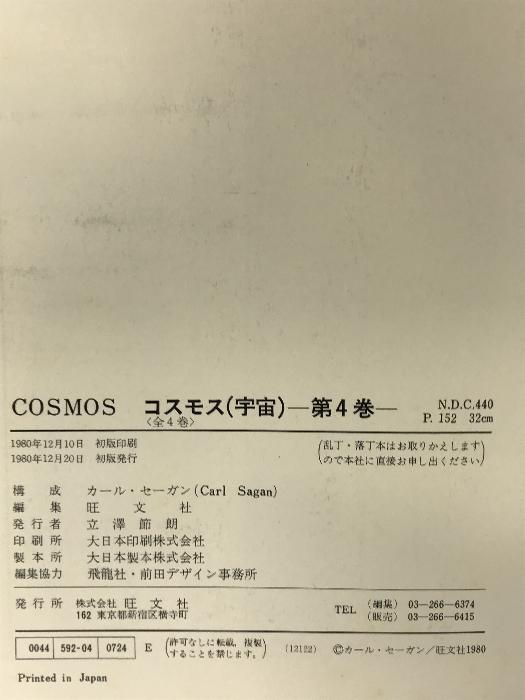 COSMOS コスモス(宇宙)―第4巻― N.D.C.440
〈全4巻〉 P. 152 32cm
1980年12月10日 初版印刷 (乱丁・落丁本はお取りかえします
1980年12月20日 初版発行 ので本社に直接お申し出ください)
構成 カール・セーガン(Carl Sagan)
編集 旺文社
発行者 立澤節朗
印刷所 大日本印刷株式会社
製本所 大日本製本株式会社
編集協力 飛龍社・前田デザイン事務所
発行所 株式会社 旺文社 TEL (編集) 03―266―6374
162 東京都新宿区横寺町 (販売) 03―266―6415
0044 592-04 0724 E (許可なしに転載,複製することを禁じます。) (12122) ©カール・セーガン/旺文社1980
Printed in Japan